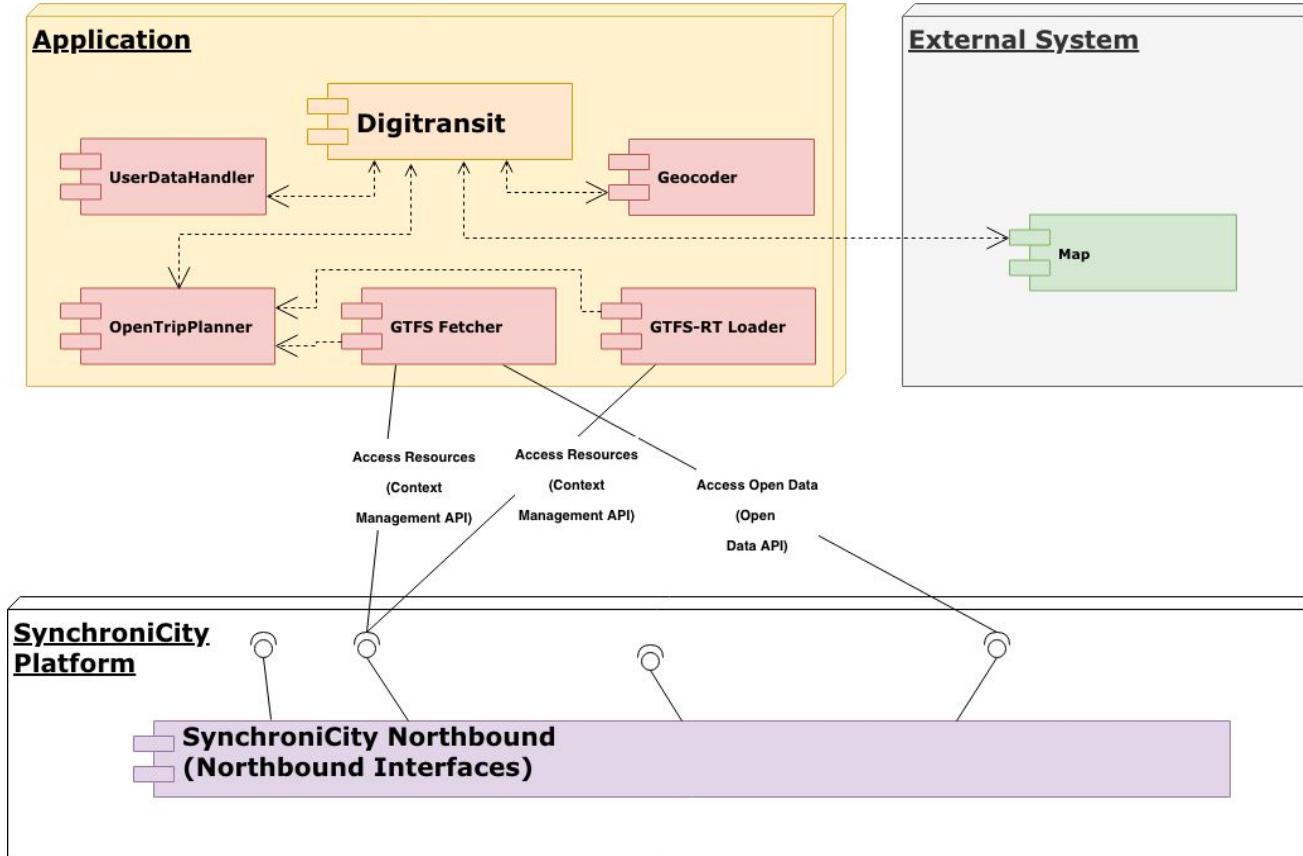 Application
External System
Digitransit
UserDataHandler
Geocoder
Map
OpenTripPlanner
GTFS Fetcher
GTFS-RT Loader
Access Resources
(Context
Management API)
Access Resources
(Context
Management API)
Access Open Data
(Open
Data API)
SynchroniCity
Platform
SynchroniCity Northbound
(Northbound Interfaces)